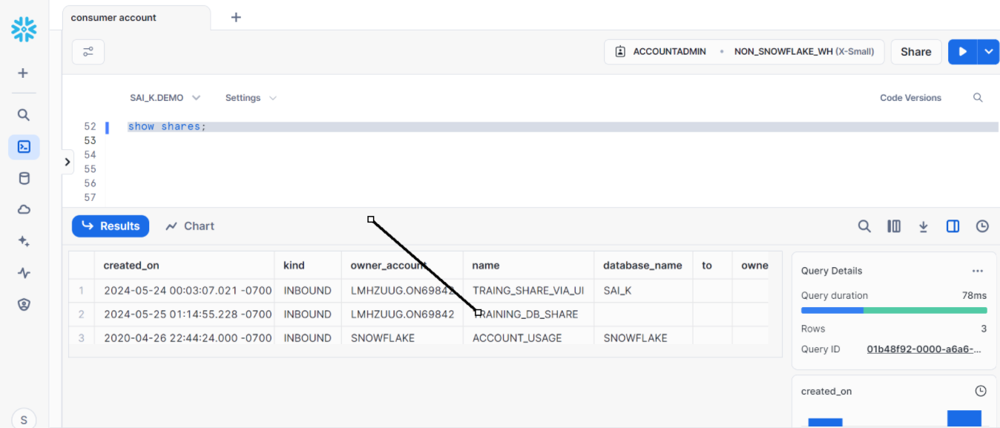 consumer account
ACCOUNTADMIN • NON_SNOWFLAKE_WH (X-Small) Share
SAI_K.DEMO Settings Code Versions
52 show shares;
53
54
55
56
57
Results Chart
created_on kind owner_account name database_name to owne
1 2024-05-24 00:03:07.021 -0700 INBOUND LMHZUUG.ON69842 TRAING_SHARE_VIA_UI SAI_K
2 2024-05-25 01:14:55.228 -0700 INBOUND LMHZUUG.ON69842 TRAINING_DB_SHARE
3 2020-04-26 22:44:24.000 -0700 INBOUND SNOWFLAKE ACCOUNT_USAGE SNOWFLAKE
Query Details ...
Query duration 78ms
Rows 3
Query ID 01b48f92-0000-a6a6-...
created_on
S